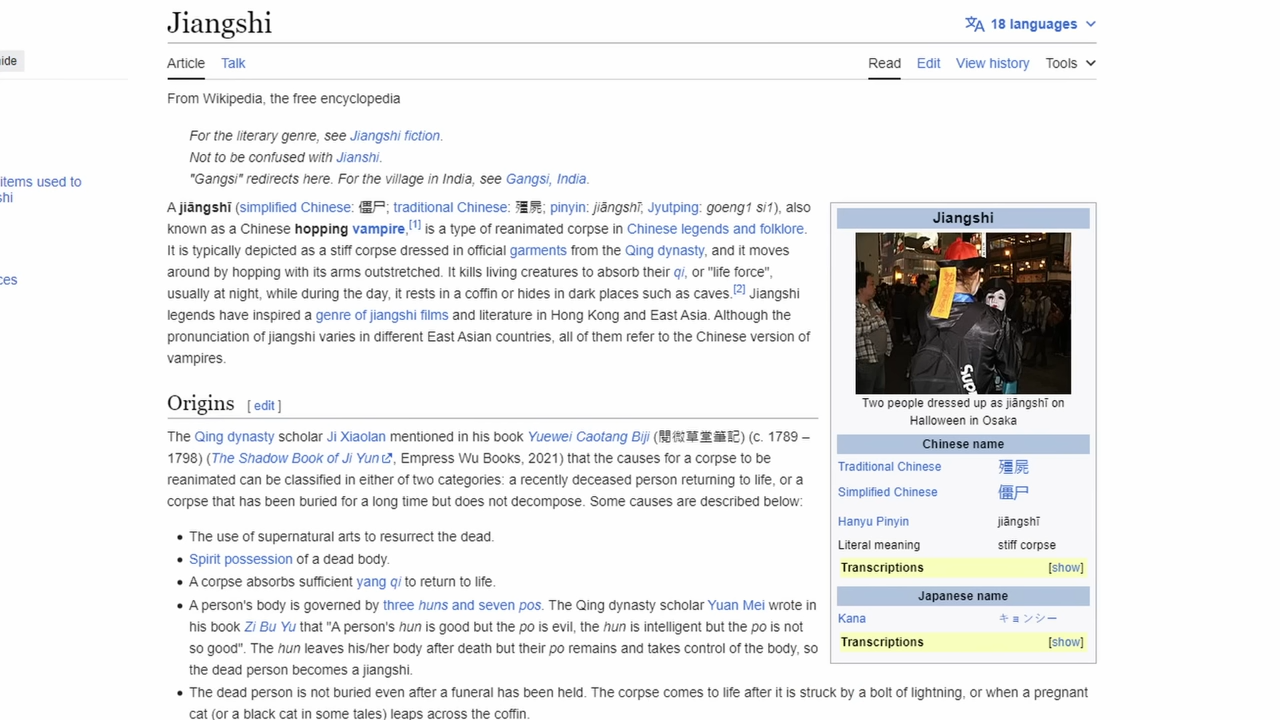 Jiangshi
18 languages
ide
Article Talk
Read Edit View history Tools
From Wikipedia, the free encyclopedia
For the literary genre, see Jiangshi fiction.
Not to be confused with Jianshi.
"Gangsi" redirects here. For the village in India, see Gangsi, India.
items used to
shi
ces
A jiāngshī (simplified Chinese: 僵尸; traditional Chinese: 殭屍; pinyin: jiāngshī; Jyutping: goeng1 si1), also
known as a Chinese hopping vampire,[1] is a type of reanimated corpse in Chinese legends and folklore.
It is typically depicted as a stiff corpse dressed in official garments from the Qing dynasty, and it moves
around by hopping with its arms outstretched. It kills living creatures to absorb their qi, or "life force",
usually at night, while during the day, it rests in a coffin or hides in dark places such as caves.[2] Jiangshi
legends have inspired a genre of jiangshi films and literature in Hong Kong and East Asia. Although the
pronunciation of jiangshi varies in different East Asian countries, all of them refer to the Chinese version of
vampires.
Origins [ edit ]
The Qing dynasty scholar Ji Xiaolan mentioned in his book Yuewei Caotang Biji (閱微草堂筆記) (c. 1789 –
1798) (The Shadow Book of Ji Yun, Empress Wu Books, 2021) that the causes for a corpse to be
reanimated can be classified in either of two categories: a recently deceased person returning to life, or a
corpse that has been buried for a long time but does not decompose. Some causes are described below:
• The use of supernatural arts to resurrect the dead.
• Spirit possession of a dead body.
• A corpse absorbs sufficient yang qi to return to life.
• A person's body is governed by three huns and seven pos. The Qing dynasty scholar Yuan Mei wrote in
his book Zi Bu Yu that "A person's hun is good but the po is evil, the hun is intelligent but the po is not
so good". The hun leaves his/her body after death but their po remains and takes control of the body, so
the dead person becomes a jiangshi.
• The dead person is not buried even after a funeral has been held. The corpse comes to life after it is struck by a bolt of lightning, or when a pregnant
cat (or a black cat in some tales) leaps across the coffin.
Jiangshi
Sup
Two people dressed up as jiāngshī on
Halloween in Osaka
Chinese name
Traditional Chinese 殭屍
Simplified Chinese 僵尸
Hanyu Pinyin jiāngshī
Literal meaning stiff corpse
Transcriptions [show]
Japanese name
Kana キョンシー
Transcriptions [show]